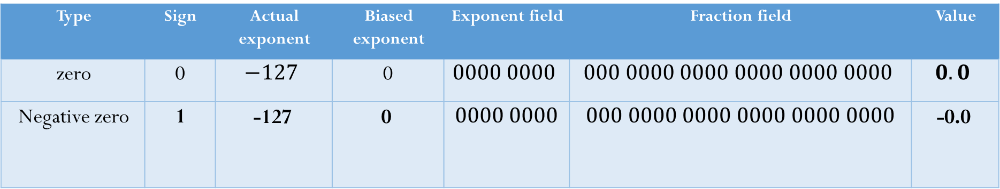 Type Sign Actual exponent Biased exponent Exponent field Fraction field Value
zero 0 −127 0 0000 0000 000 0000 0000 0000 0000 0000 0.0
Negative zero 1 -127 0 0000 0000 000 0000 0000 0000 0000 0000 -0.0